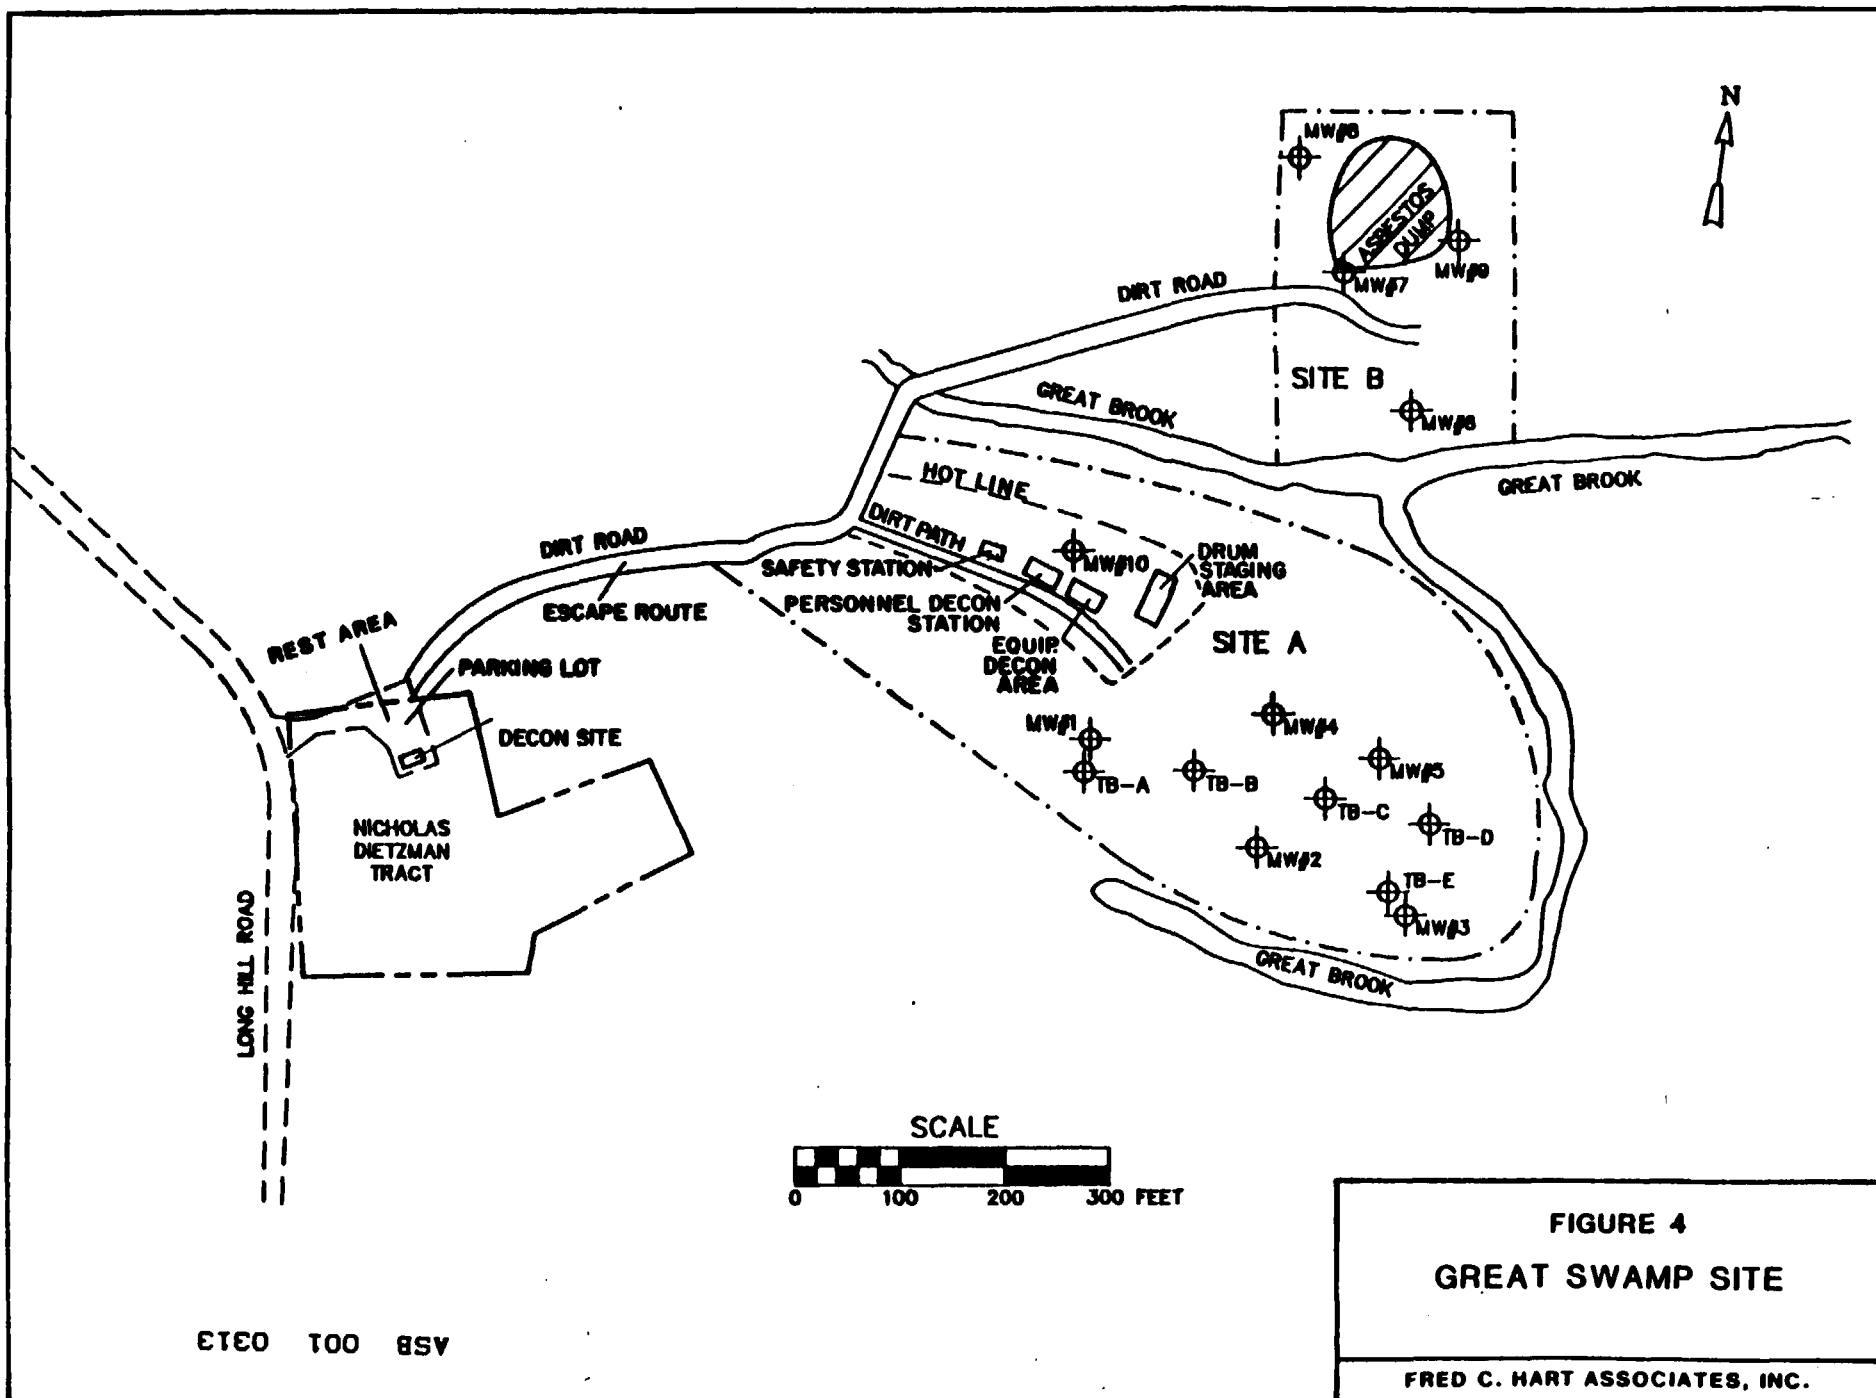 N
MW#8
ASBESTOS
DUMP
MW#9
MW#7
DIRT ROAD
SITE B
GREAT BROOK
MW#6
GREAT BROOK
HOT LINE
DIRT PATH
DIRT ROAD
MW#10
DRUM
STAGING
AREA
SAFETY STATION
ESCAPE ROUTE
PERSONNEL DECON
STATION
EQUIP.
DECON
AREA
SITE A
REST AREA
PARKING LOT
DECON SITE
MW#1
MW#4
MW#5
TB-A
TB-B
TB-C
TB-D
NICHOLAS
DIETZMAN
TRACT
MW#2
TB-E
MW#3
GREAT BROOK
LONG HILL ROAD
SCALE
0 100 200 300 FEET
FIGURE 4
GREAT SWAMP SITE
FRED C. HART ASSOCIATES, INC.
ASB 001 0313